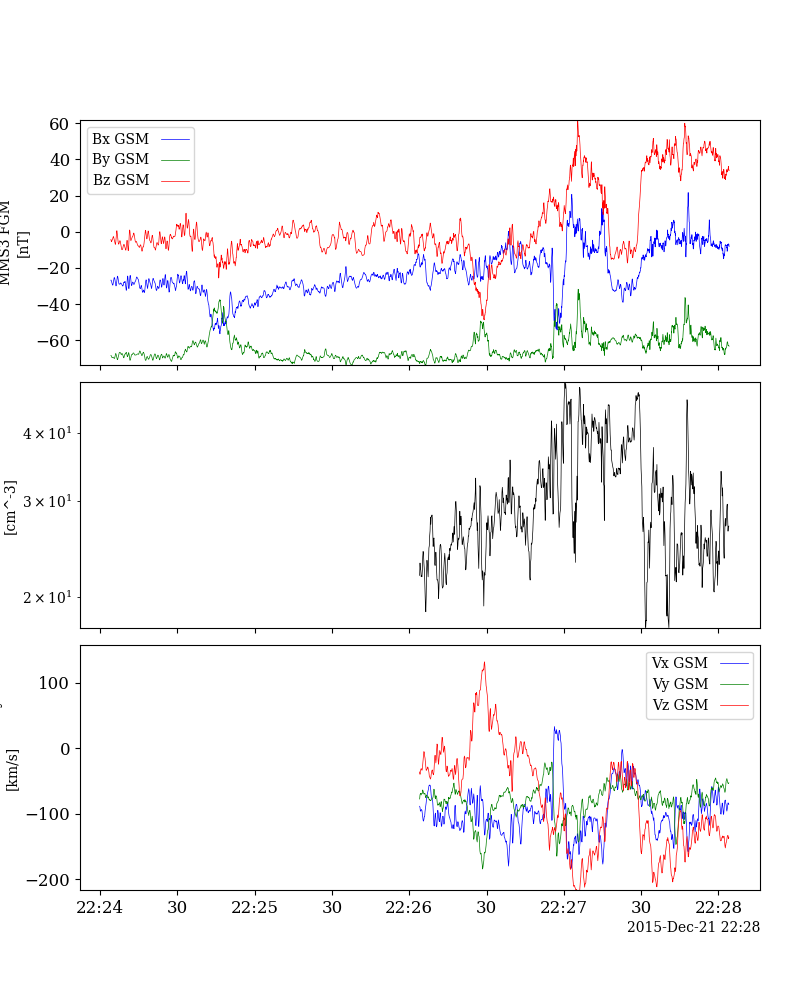 60
40
20
0
−20
−40
−60
MMS3 FGM
[nT]
Bx GSM
By GSM
Bz GSM
4 × 10¹
3 × 10¹
2 × 10¹
[cm^-3]
100
0
−100
−200
[km/s]
Vx GSM
Vy GSM
Vz GSM
22:24 30 22:25 30 22:26 30 22:27 30 22:28
2015-Dec-21 22:28